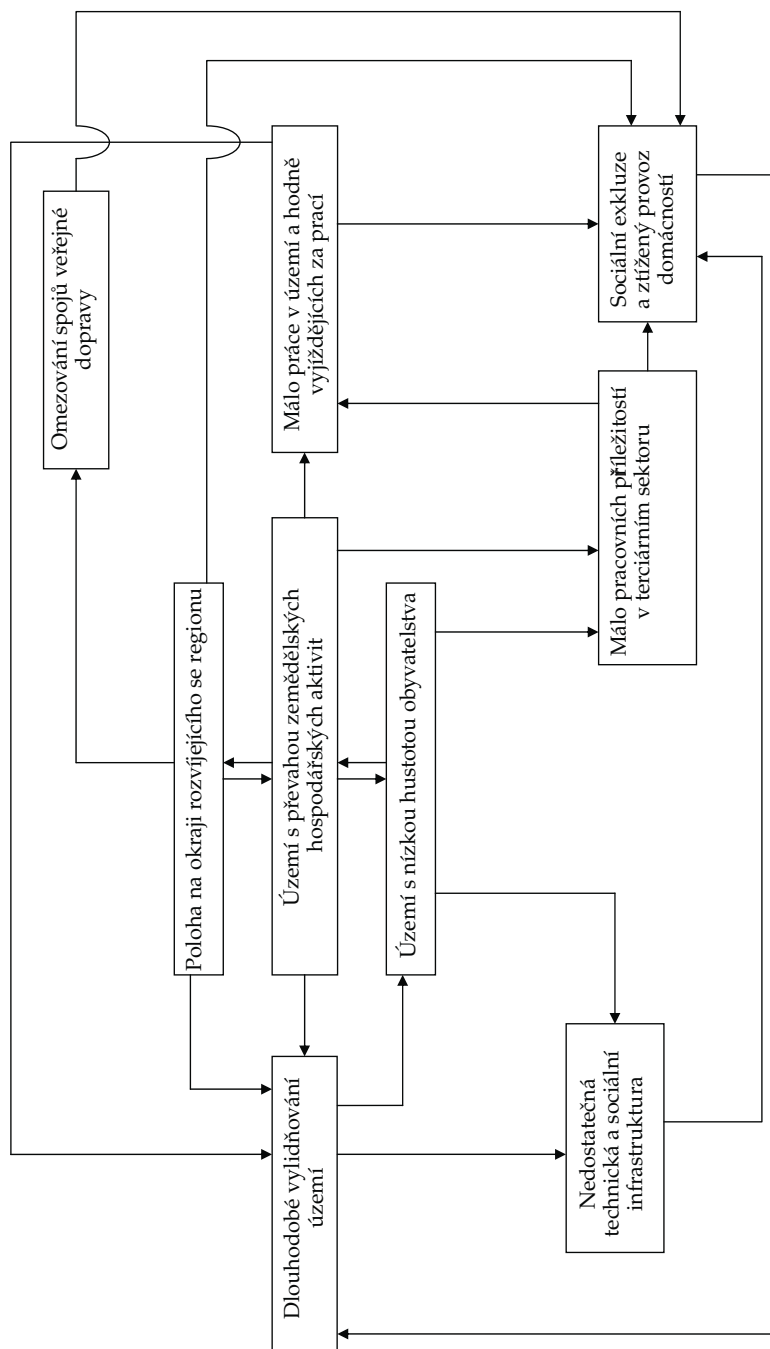 Omezování spojů veřejné
dopravy
Poloha na okraji rozvíjejícího se regionu
Dlouhodobé vylidňování
území
Území s převahou zemědělských
hospodářských aktivit
Málo práce v území a hodně
vyjíždějících za prací
Území s nízkou hustotou obyvatelstva
Nedostatečná
technická a sociální
infrastruktura
Málo pracovních příležitostí
v terciárním sektoru
Sociální exkluze
a ztížený provoz
domácností